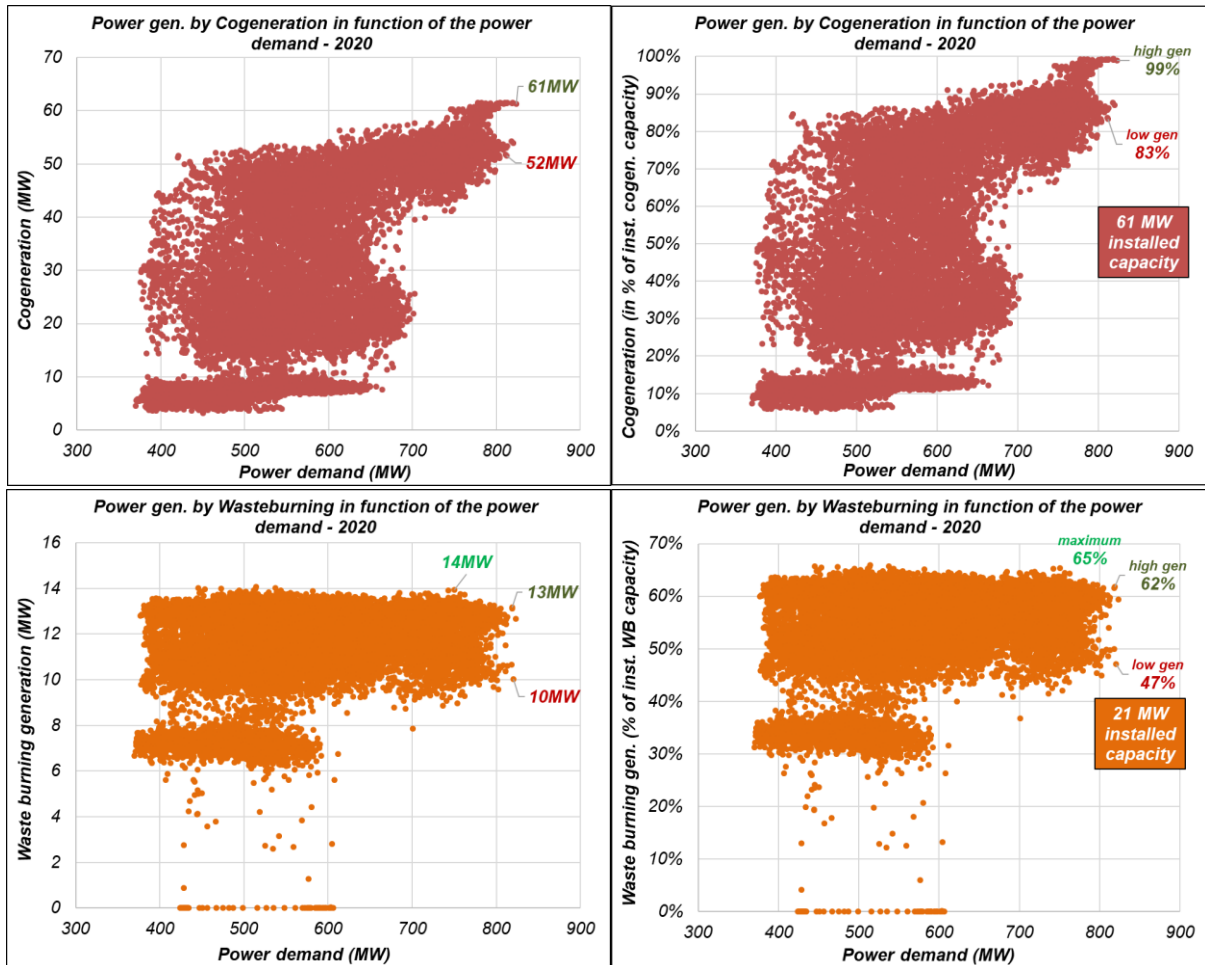 Power gen. by Cogeneration in function of the power
demand - 2020
70
60
50
40
30
20
10
0
Cogeneration (MW)
61MW
52MW
300
400
500
600
700
800
900
Power demand (MW)
Power gen. by Cogeneration in function of the power
demand - 2020
100%
90%
80%
70%
60%
50%
40%
30%
20%
10%
0%
Cogeneration (in % of inst. cogen. capacity)
high gen
99%
low gen
83%
61 MW
installed
capacity
300
400
500
600
700
800
900
Power demand (MW)
Power gen. by Wasteburning in function of the power
demand - 2020
16
14
12
10
8
6
4
2
0
Waste burning generation (MW)
14MW
13MW
10MW
300
400
500
600
700
800
900
Power demand (MW)
Power gen. by Wasteburning in function of the power
demand - 2020
70%
60%
50%
40%
30%
20%
10%
0%
Waste burning gen. (% of inst. WB capacity)
maximum
65%
high gen
62%
low gen
47%
21 MW
installed
capacity
300
400
500
600
700
800
900
Power demand (MW)